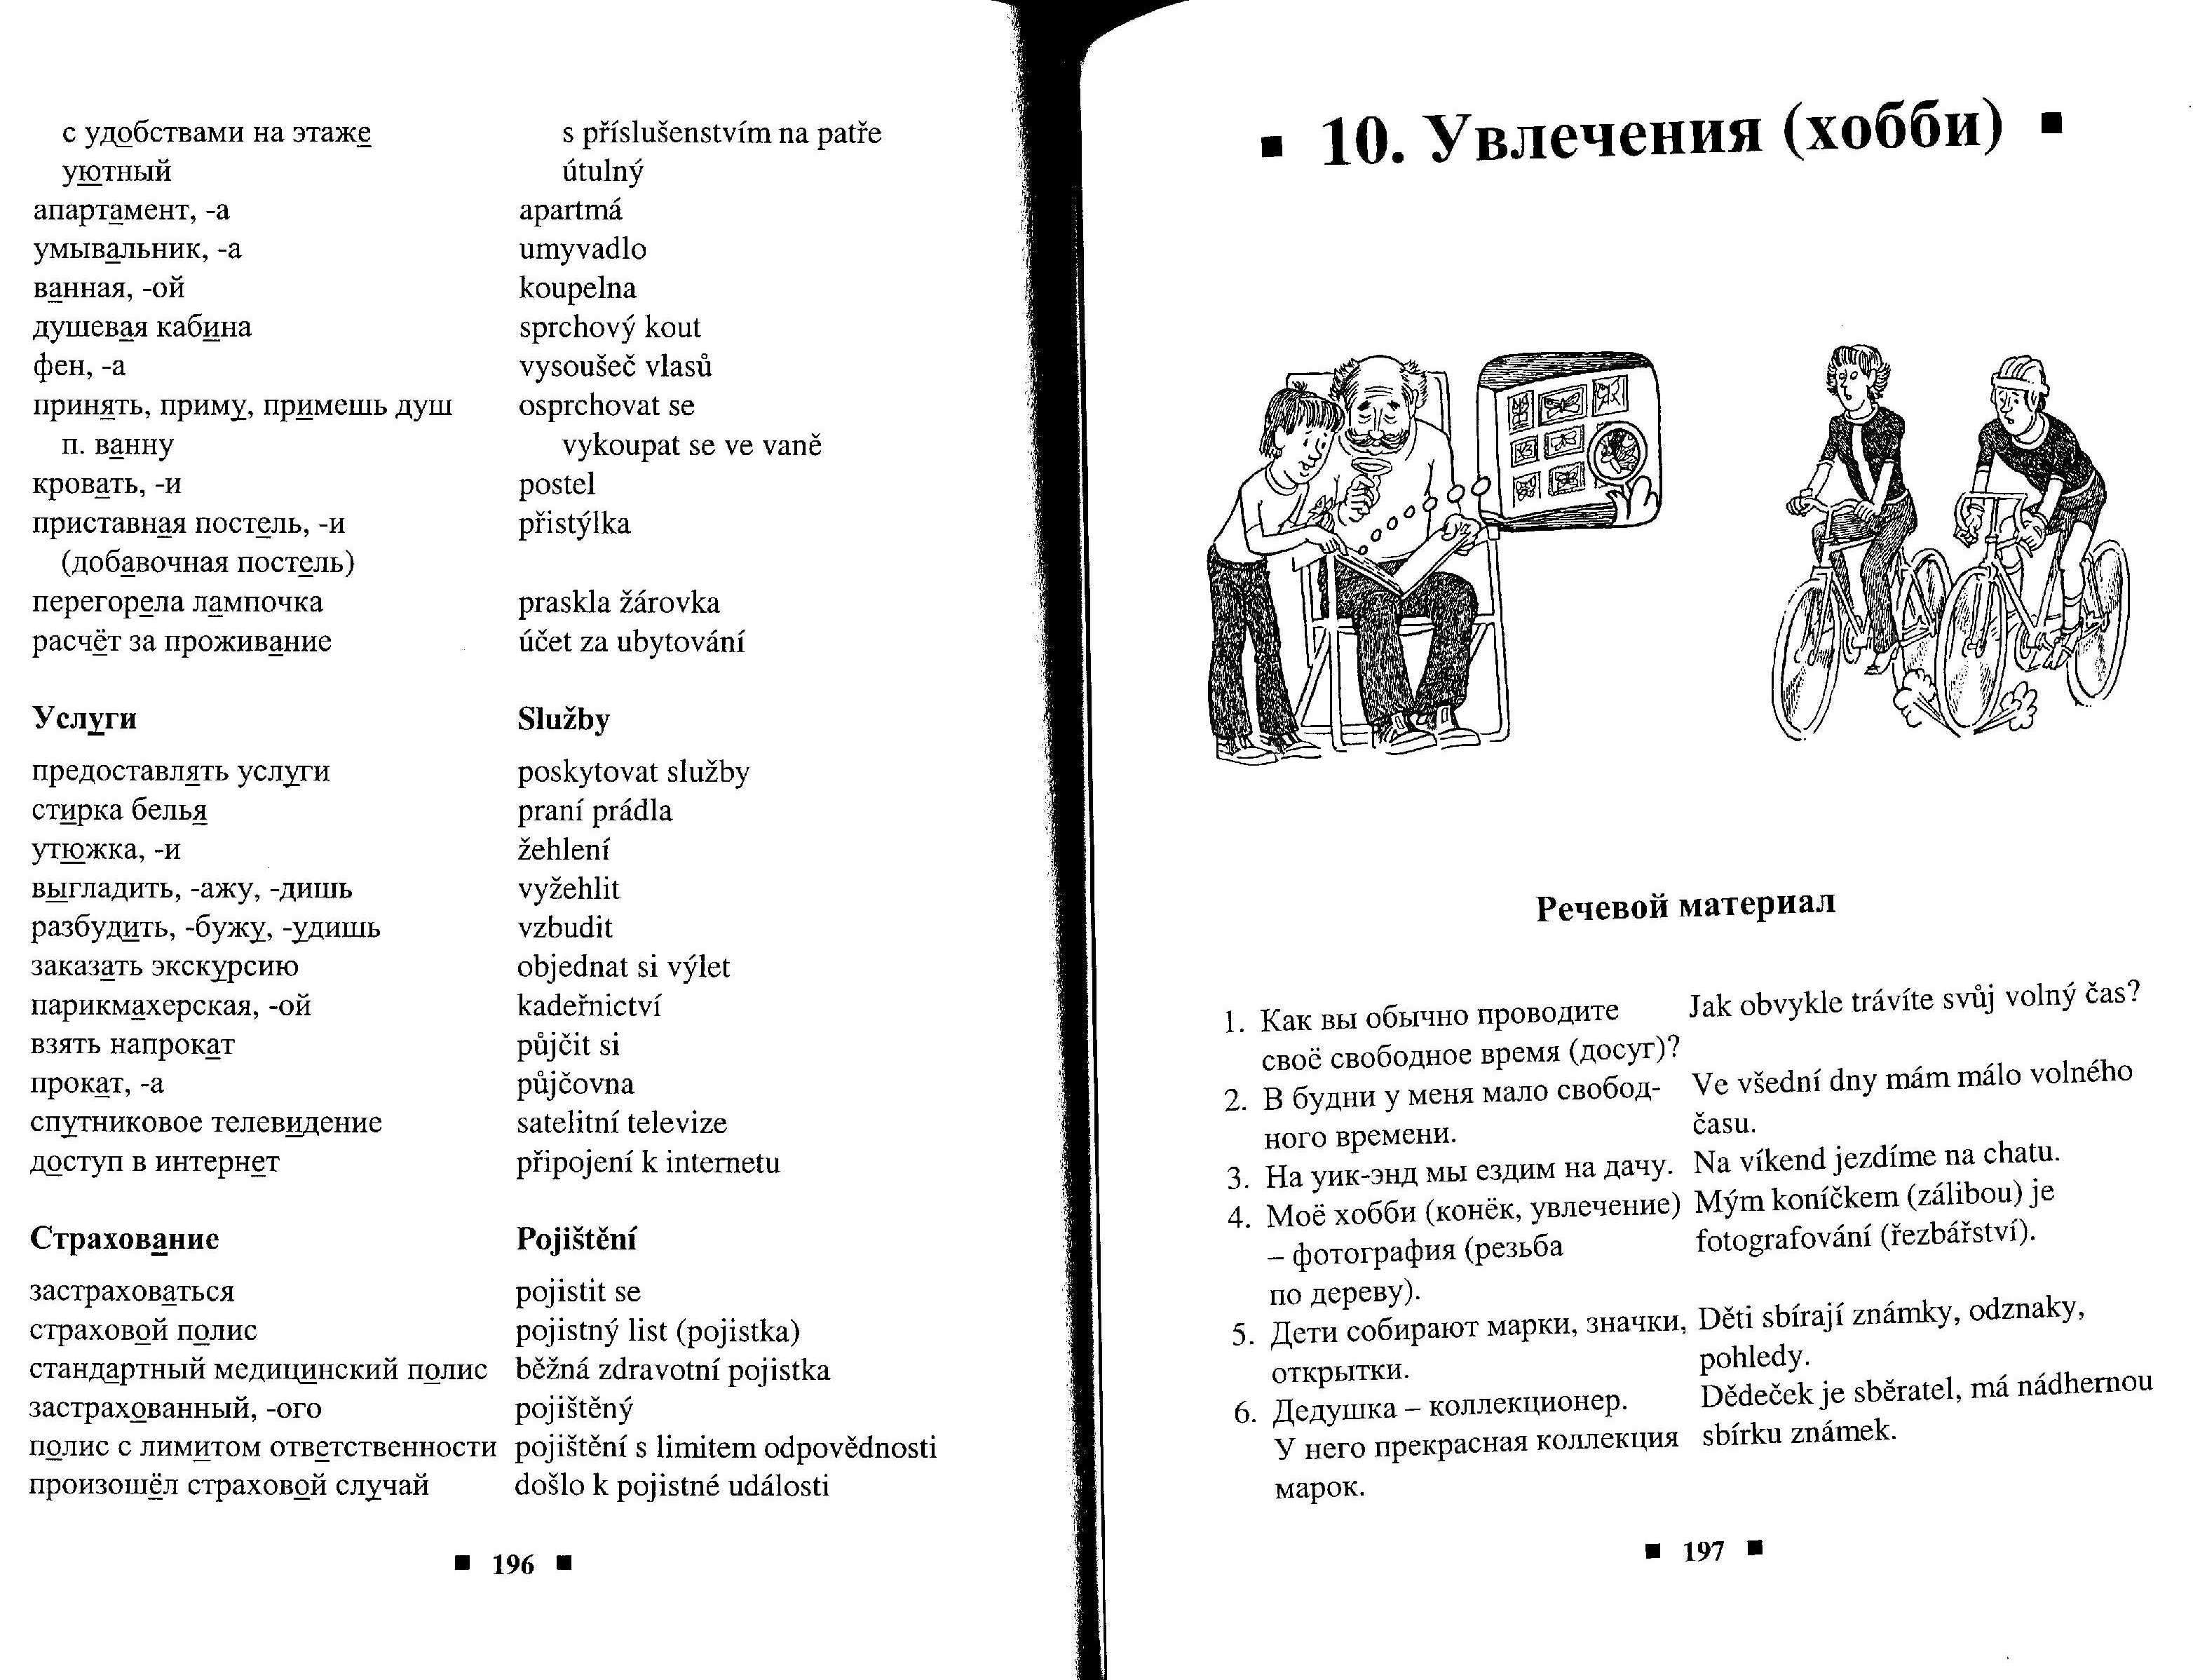 с удобствами на этаже s příslušenstvím na patře
уютный útulný
апартамент, -а apartmá
умывальник, -а umyvadlo
ванная, -ой koupelna
душевая кабина sprchový kout
фен, -а vysoušeč vlasů
принять, приму, примешь душ osprchovat se
п. ванну vykoupat se ve vaně
кровать, -и postel
приставная постель, -и přistýlka
(добавочная постель)
перегорела лампочка praskla žárovka
расчёт за проживание účet za ubytování
Услуги Služby
предоставлять услуги poskytovat služby
стирка белья praní prádla
утюжка, -и žehlení
выгладить, -ажу, -дишь vyžehlit
разбудить, -бужу, -удишь vzbudit
заказать экскурсию objednat si výlet
парикмахерская, -ой kadeřnictví
взять напрокат půjčit si
прокат, -а půjčovna
спутниковое телевидение satelitní televize
доступ в интернет připojení k internetu
Страхование Pojištění
застраховаться pojistit se
страховой полис pojistný list (pojistka)
стандартный медицинский полис běžná zdravotní pojistka
застрахованный, -ого pojištěný
полис с лимитом ответственности pojištění s limitem odpovědnosti
произошёл страховой случай došlo k pojistné události
■ 196 ■
■ 10. Увлечения (хобби) ■
Речевой материал
1. Как вы обычно проводите Jak obvykle trávíte svůj volný čas?
своё свободное время (досуг)?
2. В будни у меня мало свобод- Ve všední dny mám málo volného
ного времени. času.
3. На уик-энд мы ездим на дачу. Na víkend jezdíme na chatu.
4. Моё хобби (конёк, увлечение) Mým koníčkem (zálibou) je
– фотография (резьба fotografování (řezbářství).
по дереву).
5. Дети собирают марки, значки, Děti sbírají známky, odznaky,
открытки. pohledy.
6. Дедушка – коллекционер. Dědeček je sběratel, má nádhernou
У него прекрасная коллекция sbírku známek.
марок.
■ 197 ■